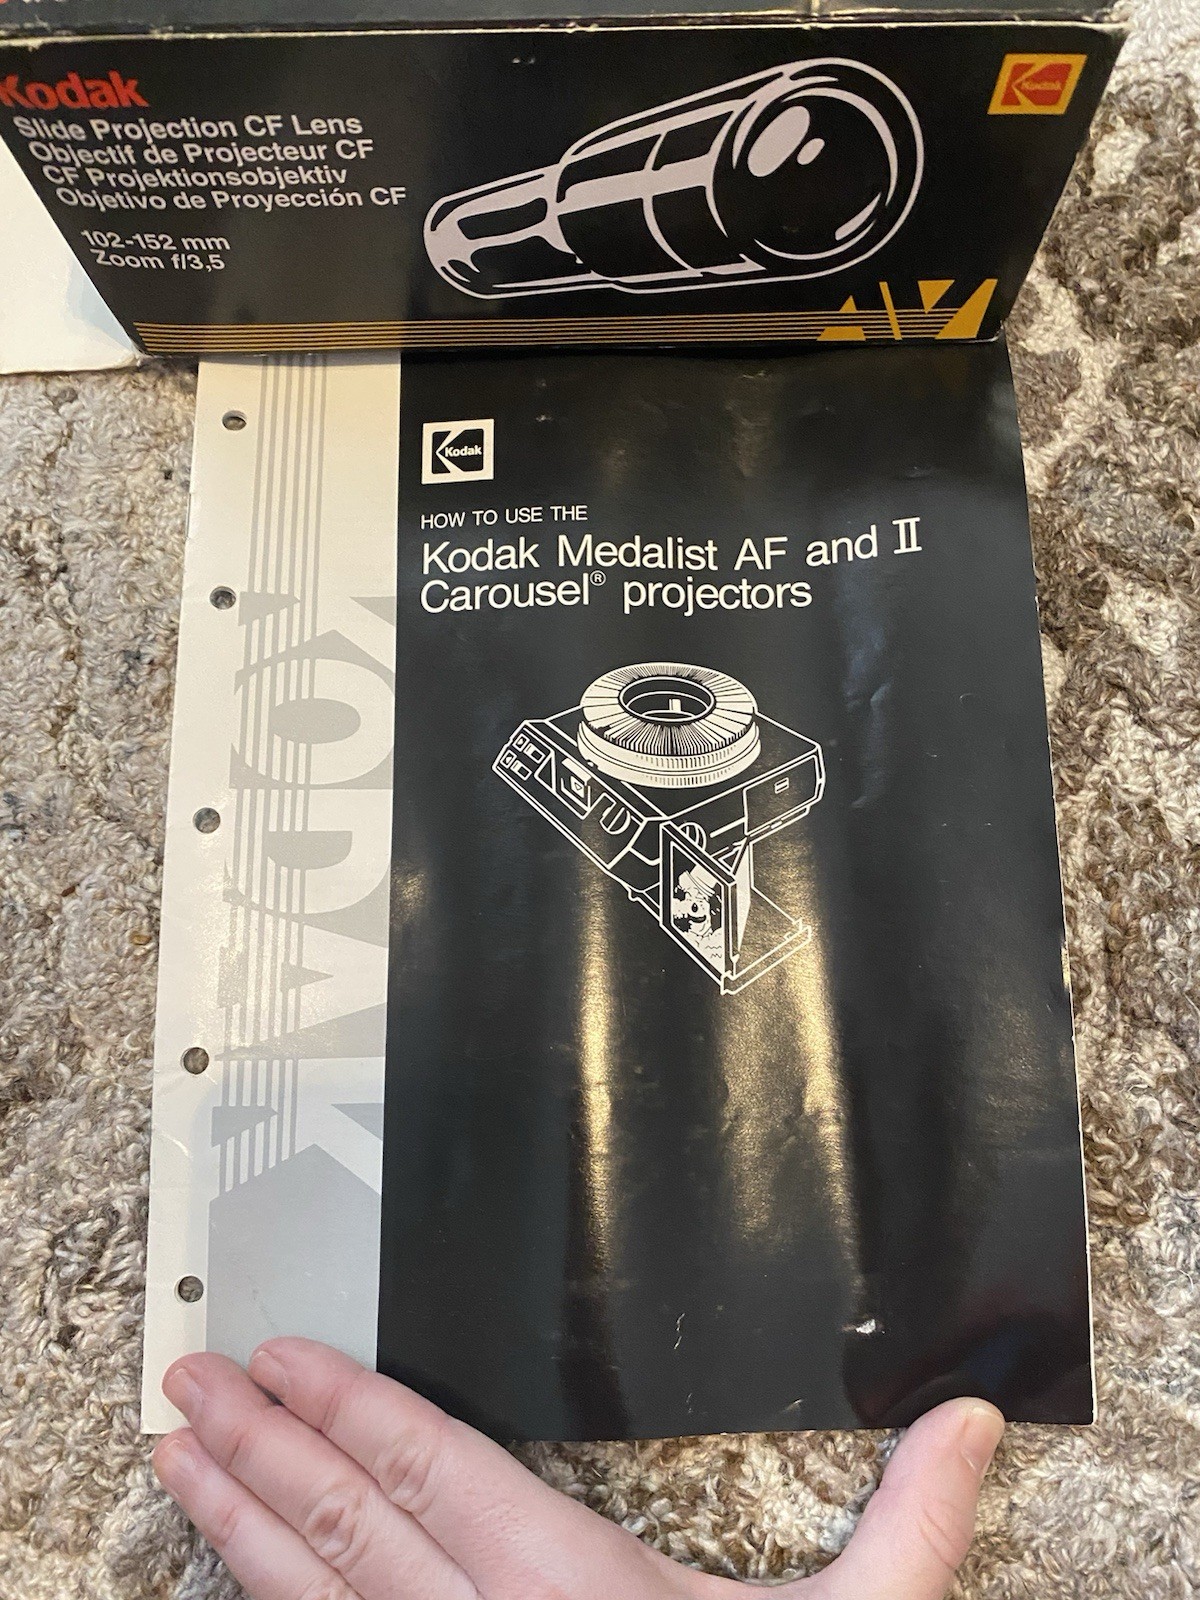 Kodak
Slide Projection CF Lens
Objectif de Projecteur CF
CF Projektionsobjektiv
Objetivo de Proyección CF
102-152 mm
Zoom f/3,5
Kodak
AV
Kodak
HOW TO USE THE
Kodak Medalist AF and II
Carousel® projectors